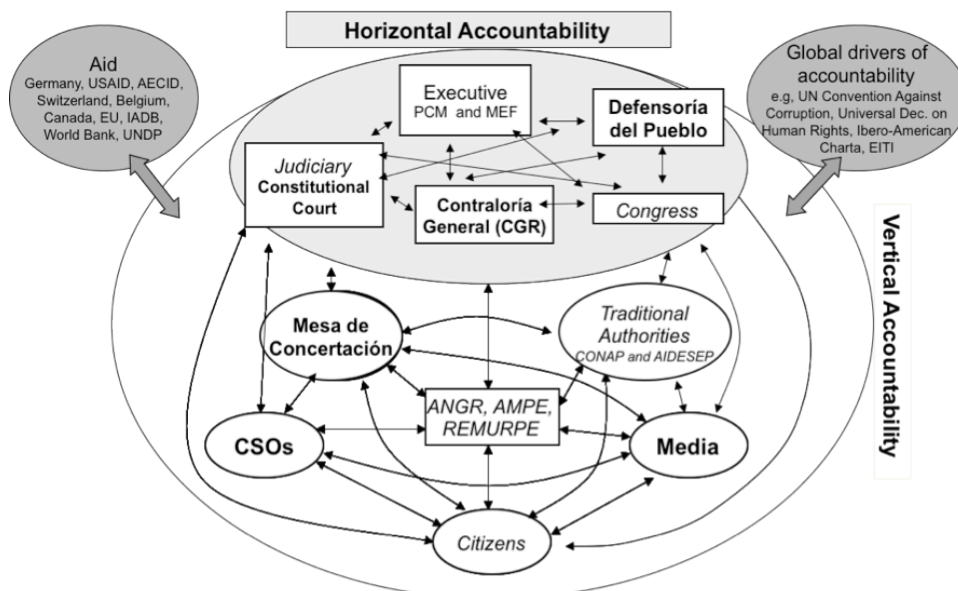 Horizontal Accountability
Aid
Germany, USAID, AECID,
Switzerland, Belgium,
Canada, EU, IADB,
World Bank, UNDP
Global drivers of
accountability
e.g, UN Convention Against
Corruption, Universal Dec. on
Human Rights, Ibero-American
Charta, EITI
Executive
PCM and MEF
Defensoría
del Pueblo
Judiciary
Constitutional
Court
Contraloría
General (CGR)
Congress
Vertical Accountability
Mesa de
Concertación
Traditional
Authorities
CONAP and AIDESEP
ANGR, AMPE,
REMURPE
CSOs
Media
Citizens